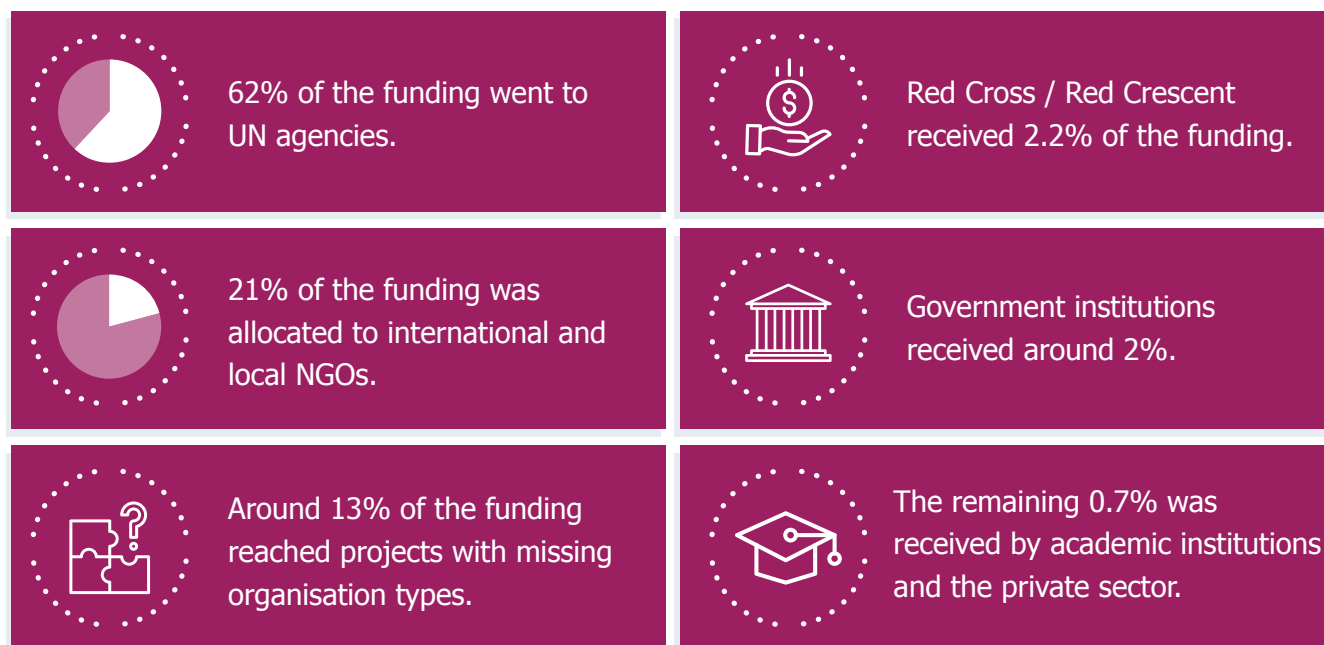 62% of the funding went to
UN agencies.
Red Cross / Red Crescent
received 2.2% of the funding.
21% of the funding was
allocated to international and
local NGOs.
Government institutions
received around 2%.
Around 13% of the funding
reached projects with missing
organisation types.
The remaining 0.7% was
received by academic institutions
and the private sector.